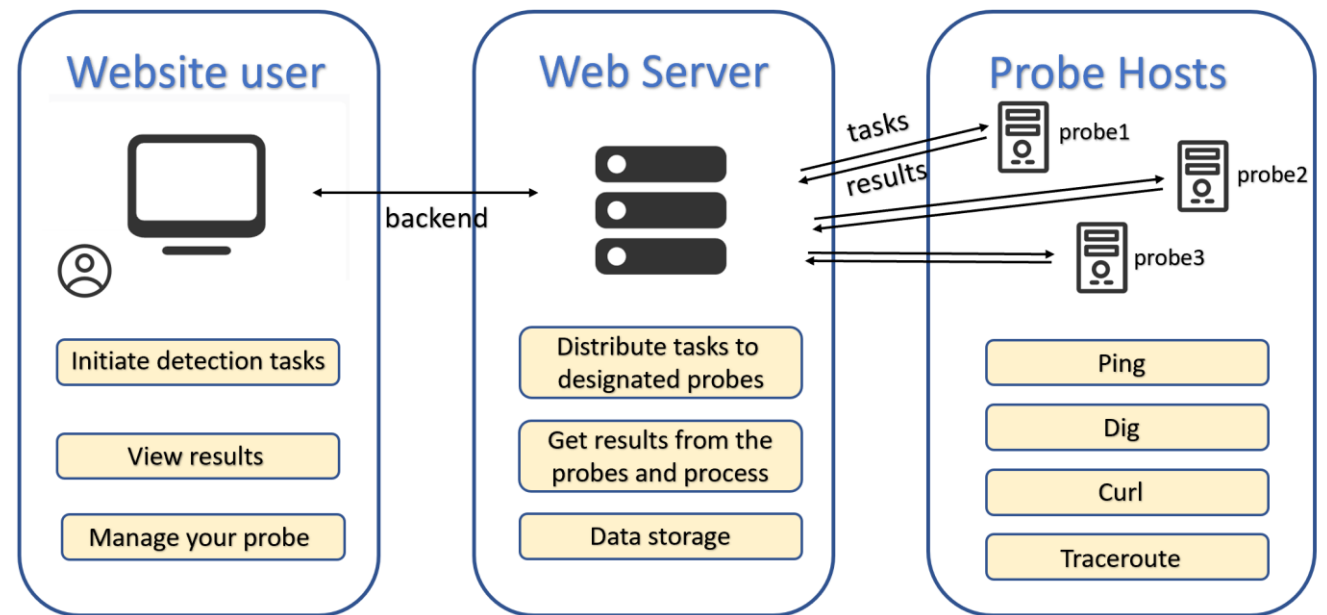 Website user
backend
Initiate detection tasks
View results
Manage your probe
Web Server
Distribute tasks to
designated probes
Get results from the
probes and process
Data storage
Probe Hosts
tasks
results
probe1
probe2
probe3
Ping
Dig
Curl
Traceroute